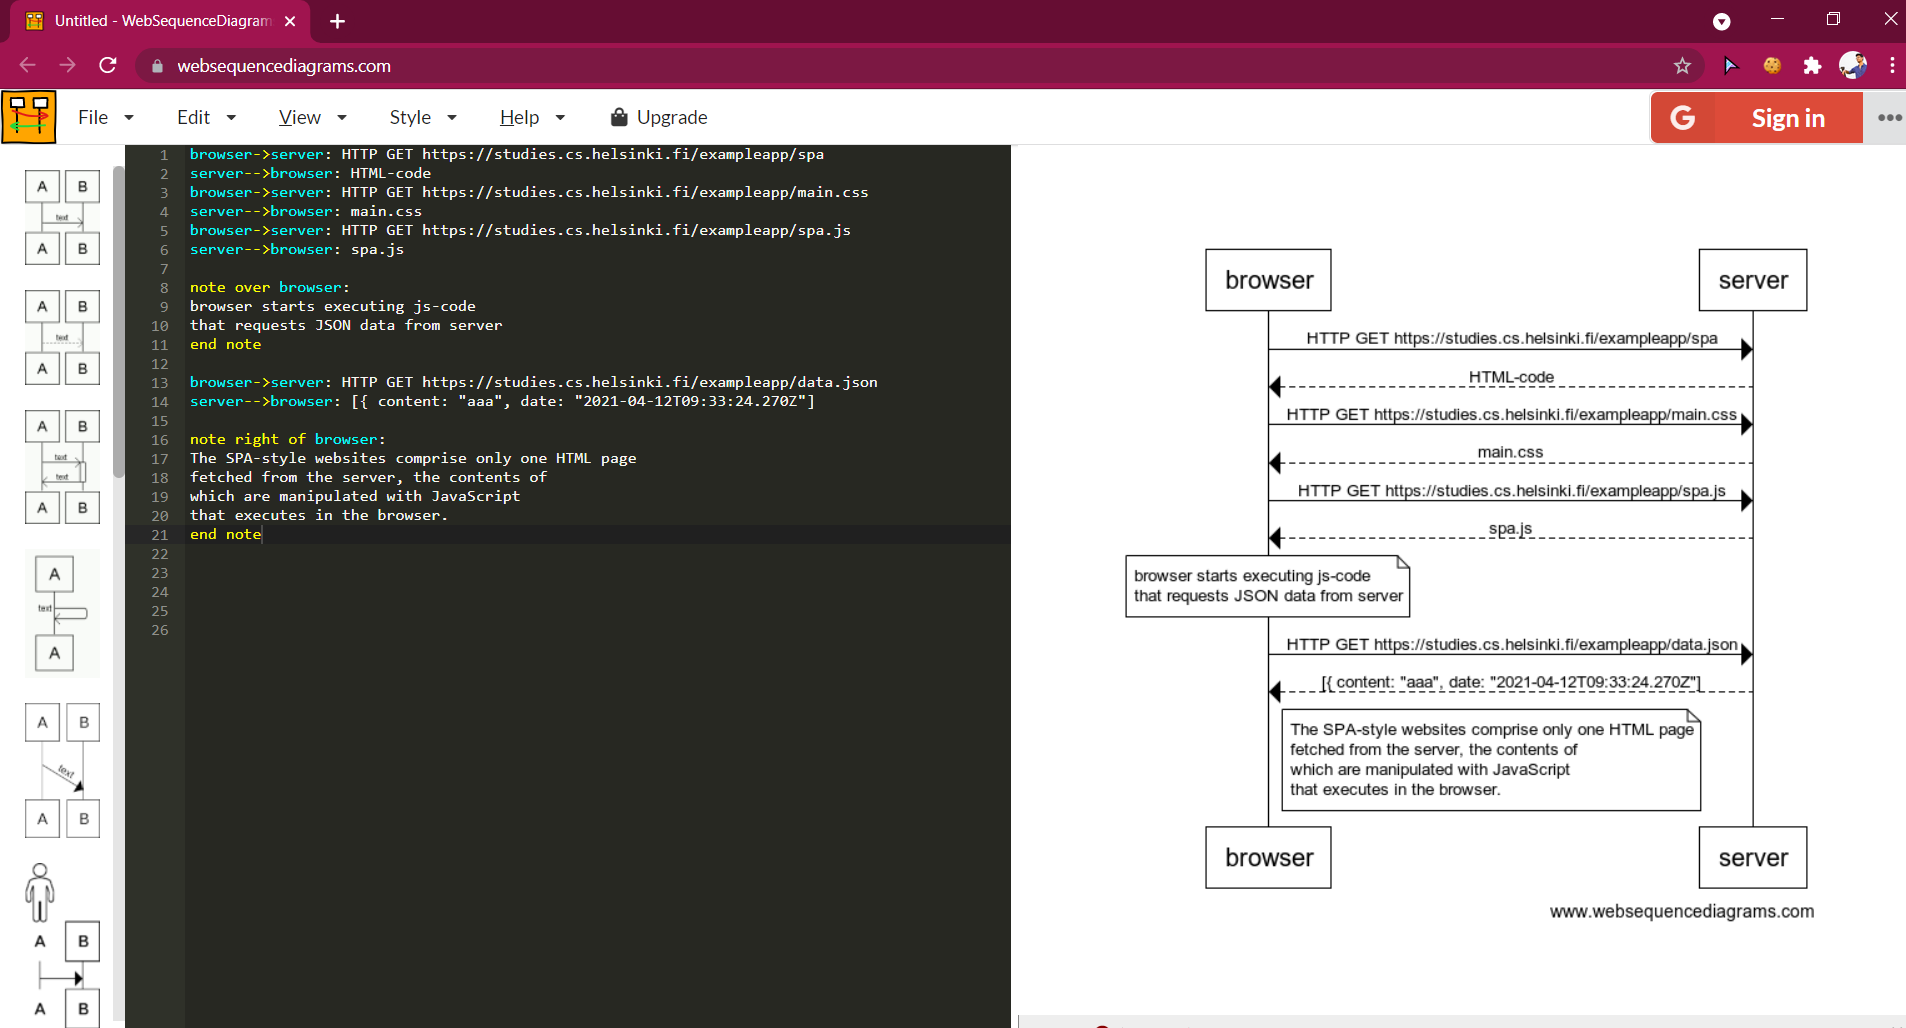 Untitled - WebSequenceDiagram
websequencediagrams.com
File Edit View Style Help Upgrade
Sign in
1 browser->server: HTTP GET https://studies.cs.helsinki.fi/exampleapp/spa
2 server-->browser: HTML-code
3 browser->server: HTTP GET https://studies.cs.helsinki.fi/exampleapp/main.css
4 server-->browser: main.css
5 browser->server: HTTP GET https://studies.cs.helsinki.fi/exampleapp/spa.js
6 server-->browser: spa.js
7
8 note over browser:
9 browser starts executing js-code
10 that requests JSON data from server
11 end note
12
13 browser->server: HTTP GET https://studies.cs.helsinki.fi/exampleapp/data.json
14 server-->browser: [{ content: "aaa", date: "2021-04-12T09:33:24.270Z"]
15
16 note right of browser:
17 The SPA-style websites comprise only one HTML page
18 fetched from the server, the contents of
19 which are manipulated with JavaScript
20 that executes in the browser.
21 end note
22
23
24
25
26
A B
text
A B
A B
text
A B
A B
text
text
A B
A
text
A
A B
text
A B
A B
A B
browser server
HTTP GET https://studies.cs.helsinki.fi/exampleapp/spa
HTML-code
HTTP GET https://studies.cs.helsinki.fi/exampleapp/main.css
main.css
HTTP GET https://studies.cs.helsinki.fi/exampleapp/spa.js
spa.js
browser starts executing js-code
that requests JSON data from server
HTTP GET https://studies.cs.helsinki.fi/exampleapp/data.json
[{ content: "aaa", date: "2021-04-12T09:33:24.270Z"]
The SPA-style websites comprise only one HTML page
fetched from the server, the contents of
which are manipulated with JavaScript
that executes in the browser.
browser server
www.websequencediagrams.com